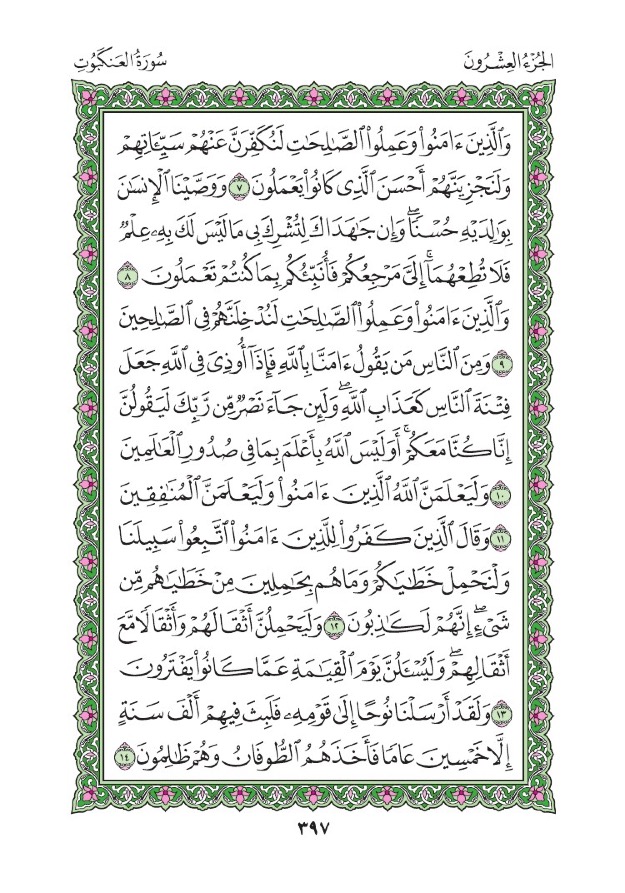 الجُزْءُ العِشْرُونَ
سُورَةُ العَنكَبُوتِ
وَٱلَّذِينَ ءَامَنُوا۟ وَعَمِلُوا۟ ٱلصَّـٰلِحَـٰتِ لَنُكَفِّرَنَّ عَنْهُمْ سَيِّـَٔاتِهِمْ
وَلَنَجْزِيَنَّهُمْ أَحْسَنَ ٱلَّذِى كَانُوا۟ يَعْمَلُونَ ٧ وَوَصَّيْنَا ٱلْإِنسَـٰنَ
بِوَٰلِدَيْهِ حُسْنًا ۖ وَإِن جَـٰهَدَاكَ لِتُشْرِكَ بِى مَا لَيْسَ لَكَ بِهِۦ عِلْمٌ
فَلَا تُطِعْهُمَآ ۚ إِلَىَّ مَرْجِعُكُمْ فَأُنَبِّئُكُم بِمَا كُنتُمْ تَعْمَلُونَ ٨
وَٱلَّذِينَ ءَامَنُوا۟ وَعَمِلُوا۟ ٱلصَّـٰلِحَـٰتِ لَنُدْخِلَنَّهُمْ فِى ٱلصَّـٰلِحِينَ
٩ وَمِنَ ٱلنَّاسِ مَن يَقُولُ ءَامَنَّا بِٱللَّهِ فَإِذَآ أُوذِىَ فِى ٱللَّهِ جَعَلَ
فِتْنَةَ ٱلنَّاسِ كَعَذَابِ ٱللَّهِ ۖ وَلَئِن جَآءَ نَصْرٌ مِّن رَّبِّكَ لَيَقُولُنَّ
إِنَّا كُنَّا مَعَكُمْ ۚ أَوَلَيْسَ ٱللَّهُ بِأَعْلَمَ بِمَا فِى صُدُورِ ٱلْعَـٰلَمِينَ
١٠ وَلَيَعْلَمَنَّ ٱللَّهُ ٱلَّذِينَ ءَامَنُوا۟ وَلَيَعْلَمَنَّ ٱلْمُنَـٰفِقِينَ
١١ وَقَالَ ٱلَّذِينَ كَفَرُوا۟ لِلَّذِينَ ءَامَنُوا۟ ٱتَّبِعُوا۟ سَبِيلَنَا
وَلْنَحْمِلْ خَطَـٰيَـٰكُمْ وَمَا هُم بِحَـٰمِلِينَ مِنْ خَطَـٰيَـٰهُم مِّن
شَىْءٍ ۖ إِنَّهُمْ لَكَـٰذِبُونَ ١٢ وَلَيَحْمِلُنَّ أَثْقَالَهُمْ وَأَثْقَالًا مَّعَ
أَثْقَالِهِمْ ۖ وَلَيُسْـَٔلُنَّ يَوْمَ ٱلْقِيَـٰمَةِ عَمَّا كَانُوا۟ يَفْتَرُونَ
١٣ وَلَقَدْ أَرْسَلْنَا نُوحًا إِلَىٰ قَوْمِهِۦ فَلَبِثَ فِيهِمْ أَلْفَ سَنَةٍ
إِلَّا خَمْسِينَ عَامًا فَأَخَذَهُمُ ٱلطُّوفَانُ وَهُمْ ظَـٰلِمُونَ ١٤
٣٩٧